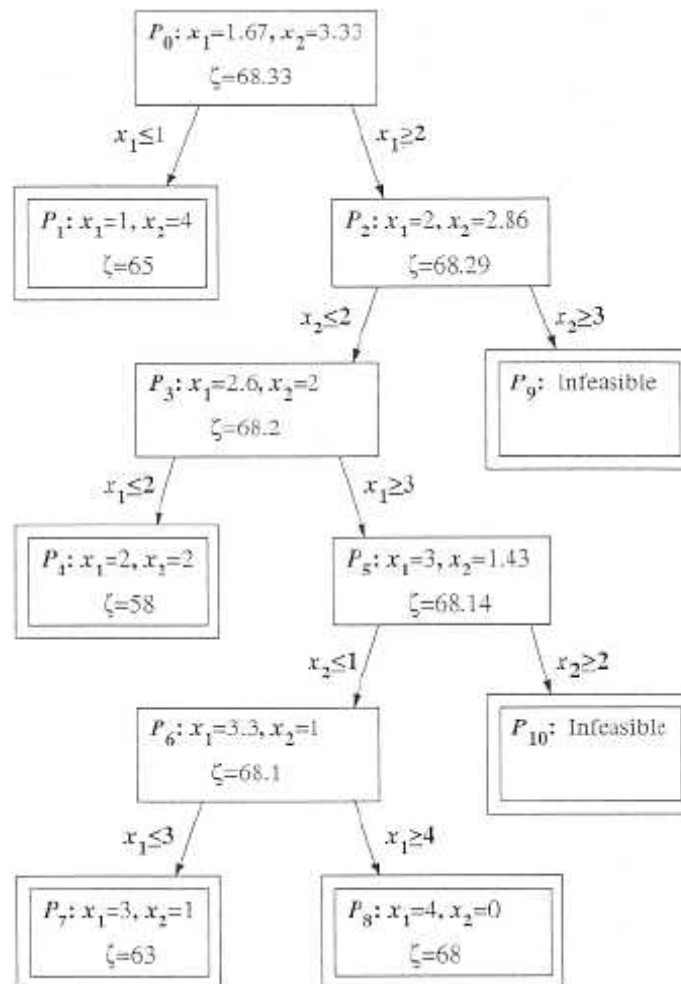 P₀: x₁=1.67, x₂=3.33
ζ=68.33
x₁≤1
x₁≥2
P₁: x₁=1, x₂=4
ζ=65
P₂: x₁=2, x₂=2.86
ζ=68.29
x₂≤2
x₂≥3
P₃: x₁=2.6, x₂=2
ζ=68.2
P₉: Infeasible
x₁≤2
x₁≥3
P₄: x₁=2, x₂=2
ζ=58
P₅: x₁=3, x₂=1.43
ζ=68.14
x₂≤1
x₂≥2
P₆: x₁=3.3, x₂=1
ζ=68.1
P₁₀: Infeasible
x₁≤3
x₁≥4
P₇: x₁=3, x₂=1
ζ=63
P₈: x₁=4, x₂=0
ζ=68